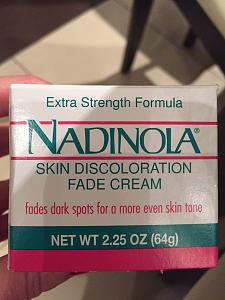 Extra Strength Formula
NADINOLA®
SKIN DISCOLORATION
FADE CREAM
fades dark spots for a more even skin tone
NET WT 2.25 OZ (64g)